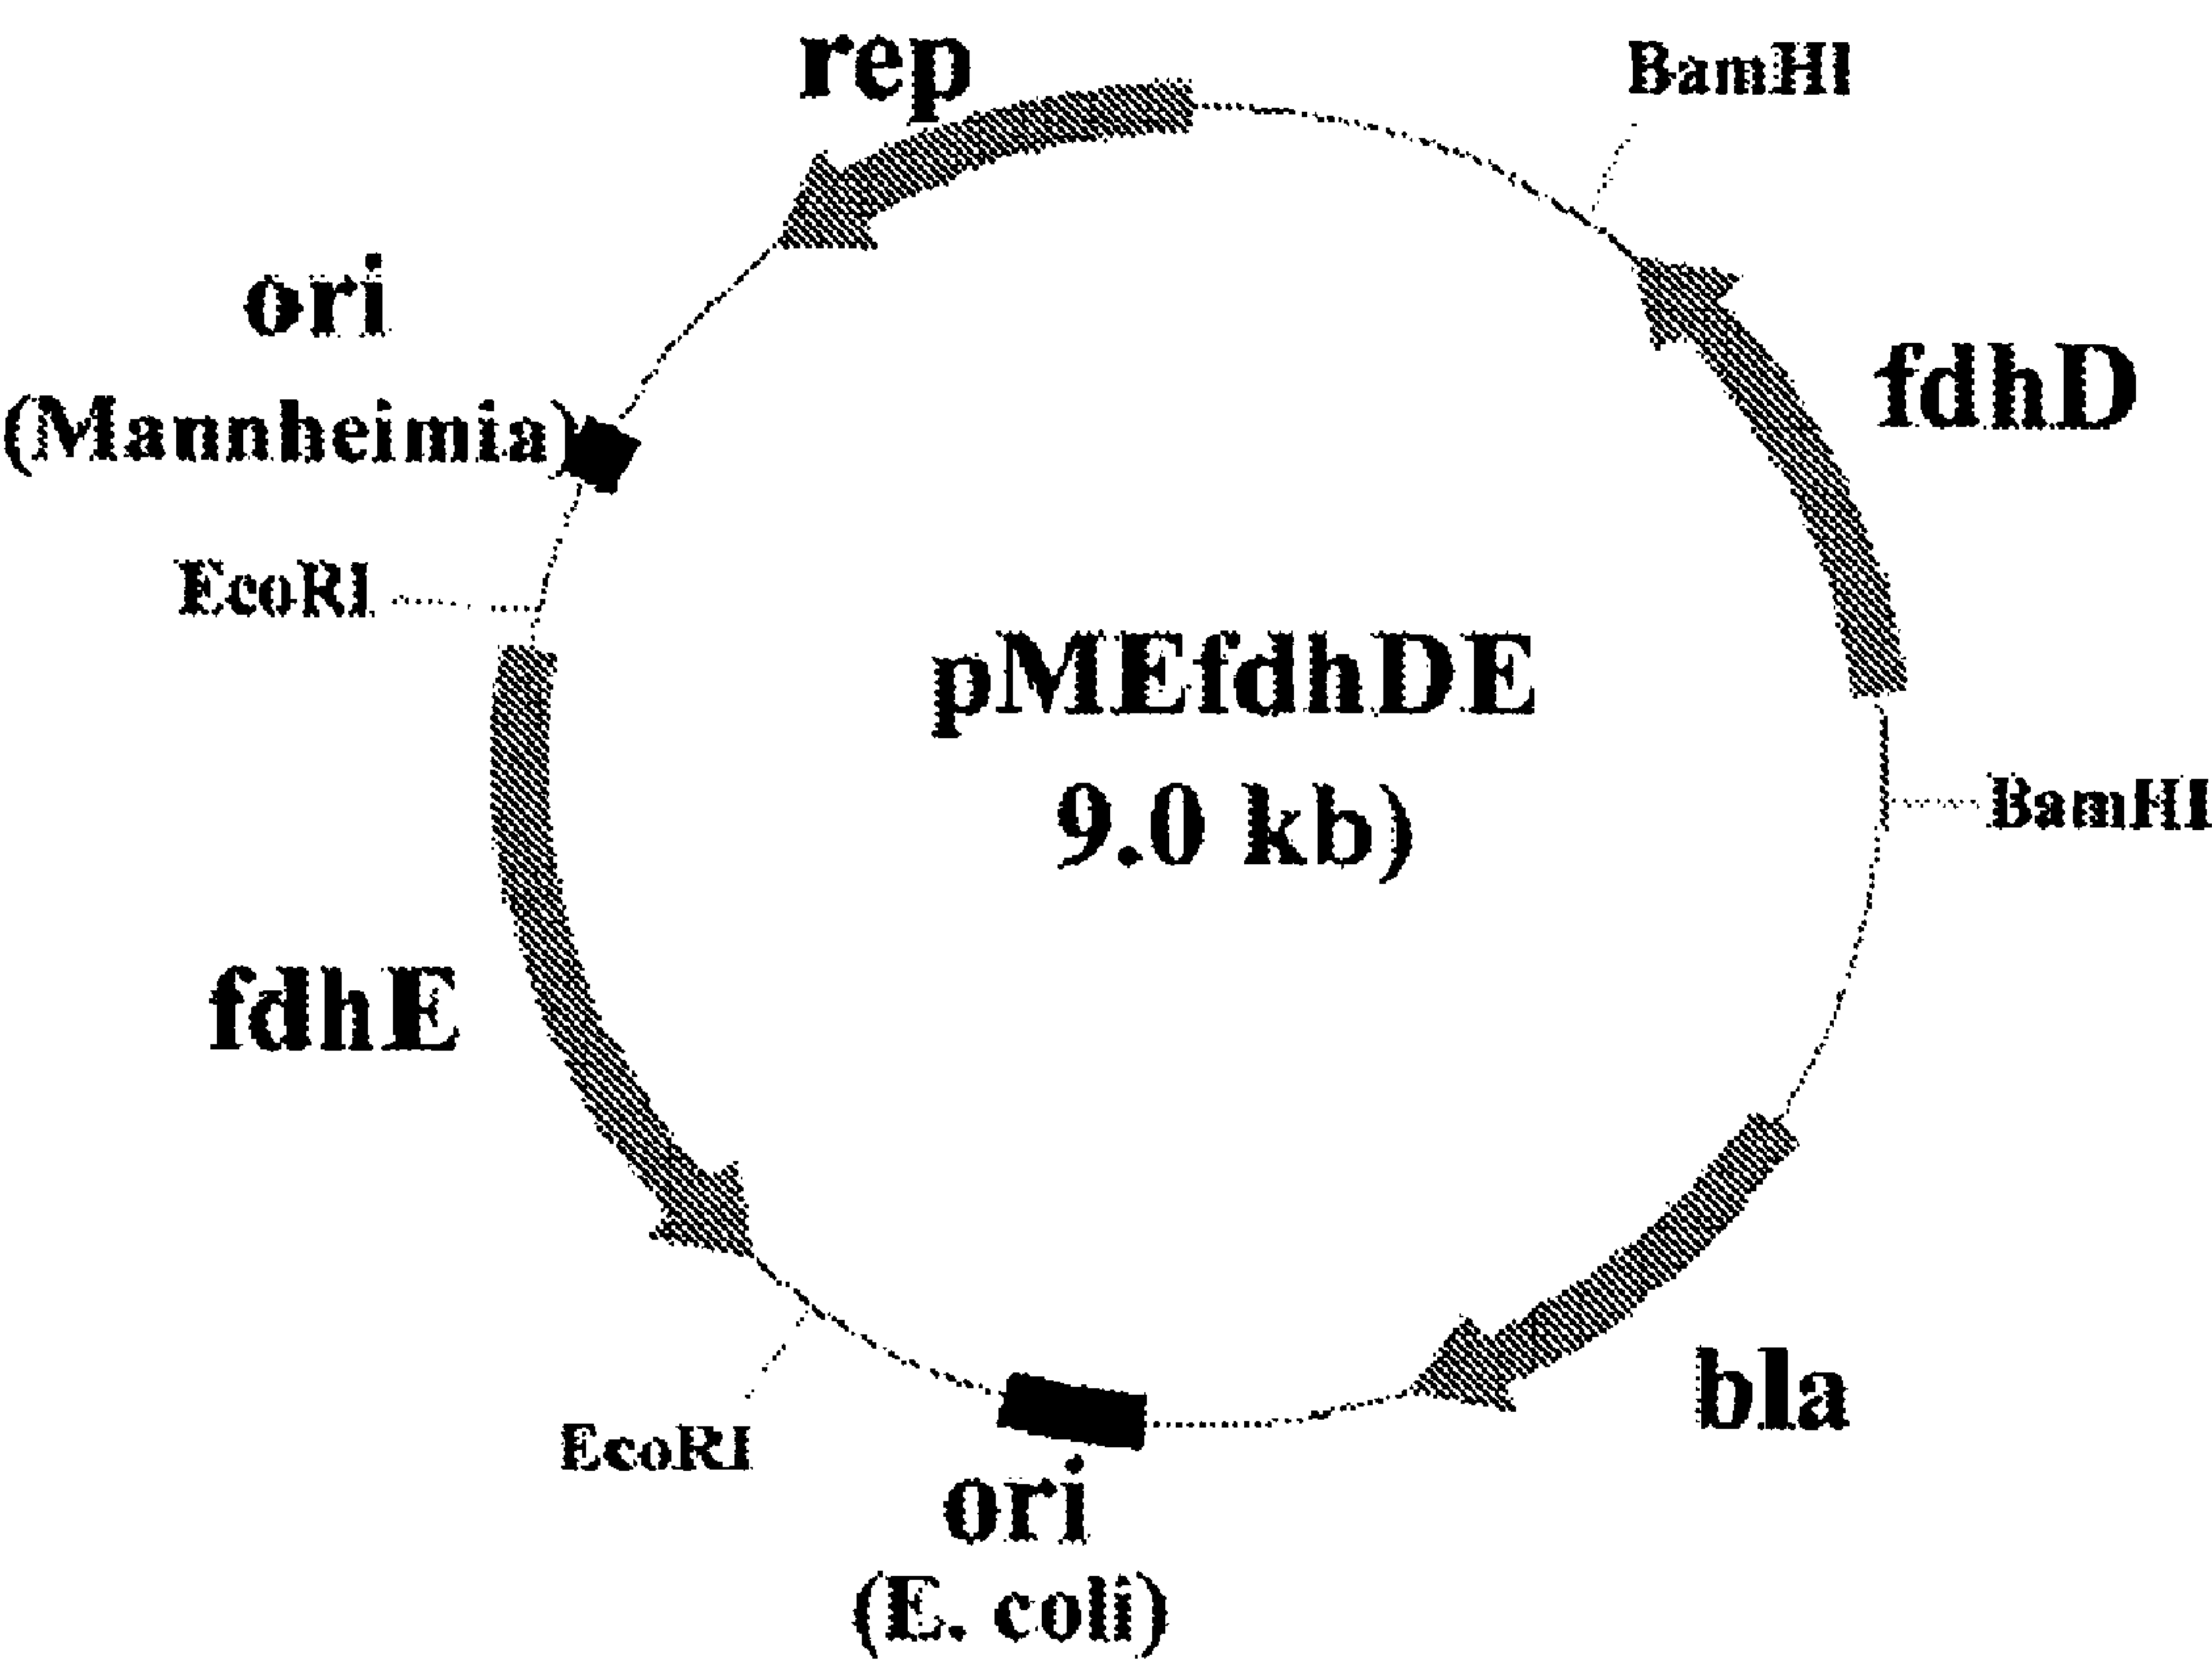 rep
BamHI
ori
(Mannheimia)
fdhD
EcoRI
pMEfdhDE
9.0 kb)
BamHI
fdhE
bla
EcoRI
ori
(E. coli)